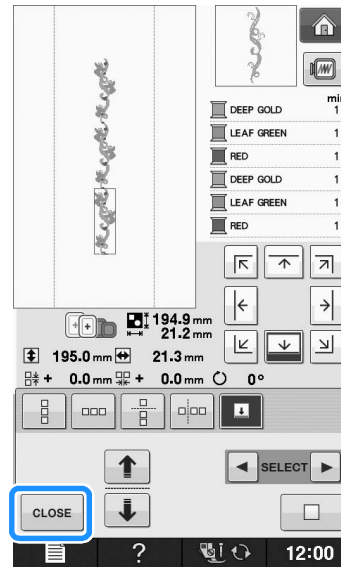 min
DEEP GOLD 1
LEAF GREEN 1
RED 1
DEEP GOLD 1
LEAF GREEN 1
RED 1
194.9 mm
21.2 mm
195.0 mm 21.3 mm
+ 0.0 mm + 0.0 mm 0°
SELECT
CLOSE
? 12:00